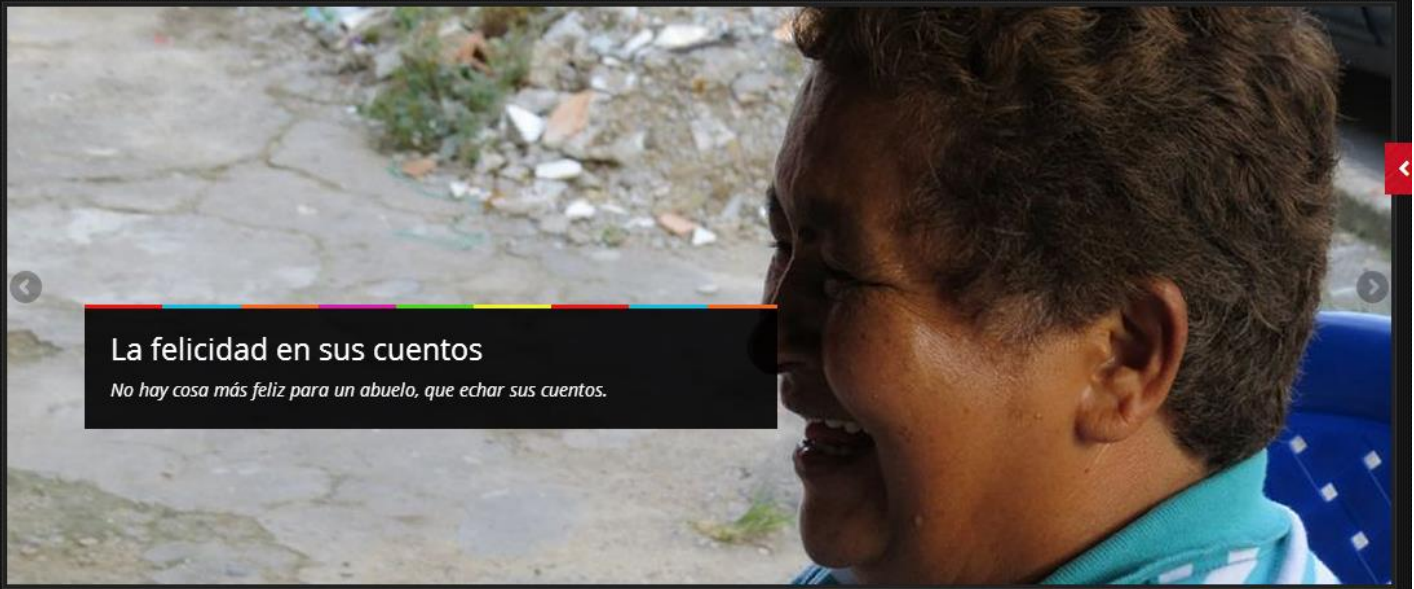 La felicidad en sus cuentos
No hay cosa más feliz para un abuelo, que echar sus cuentos.